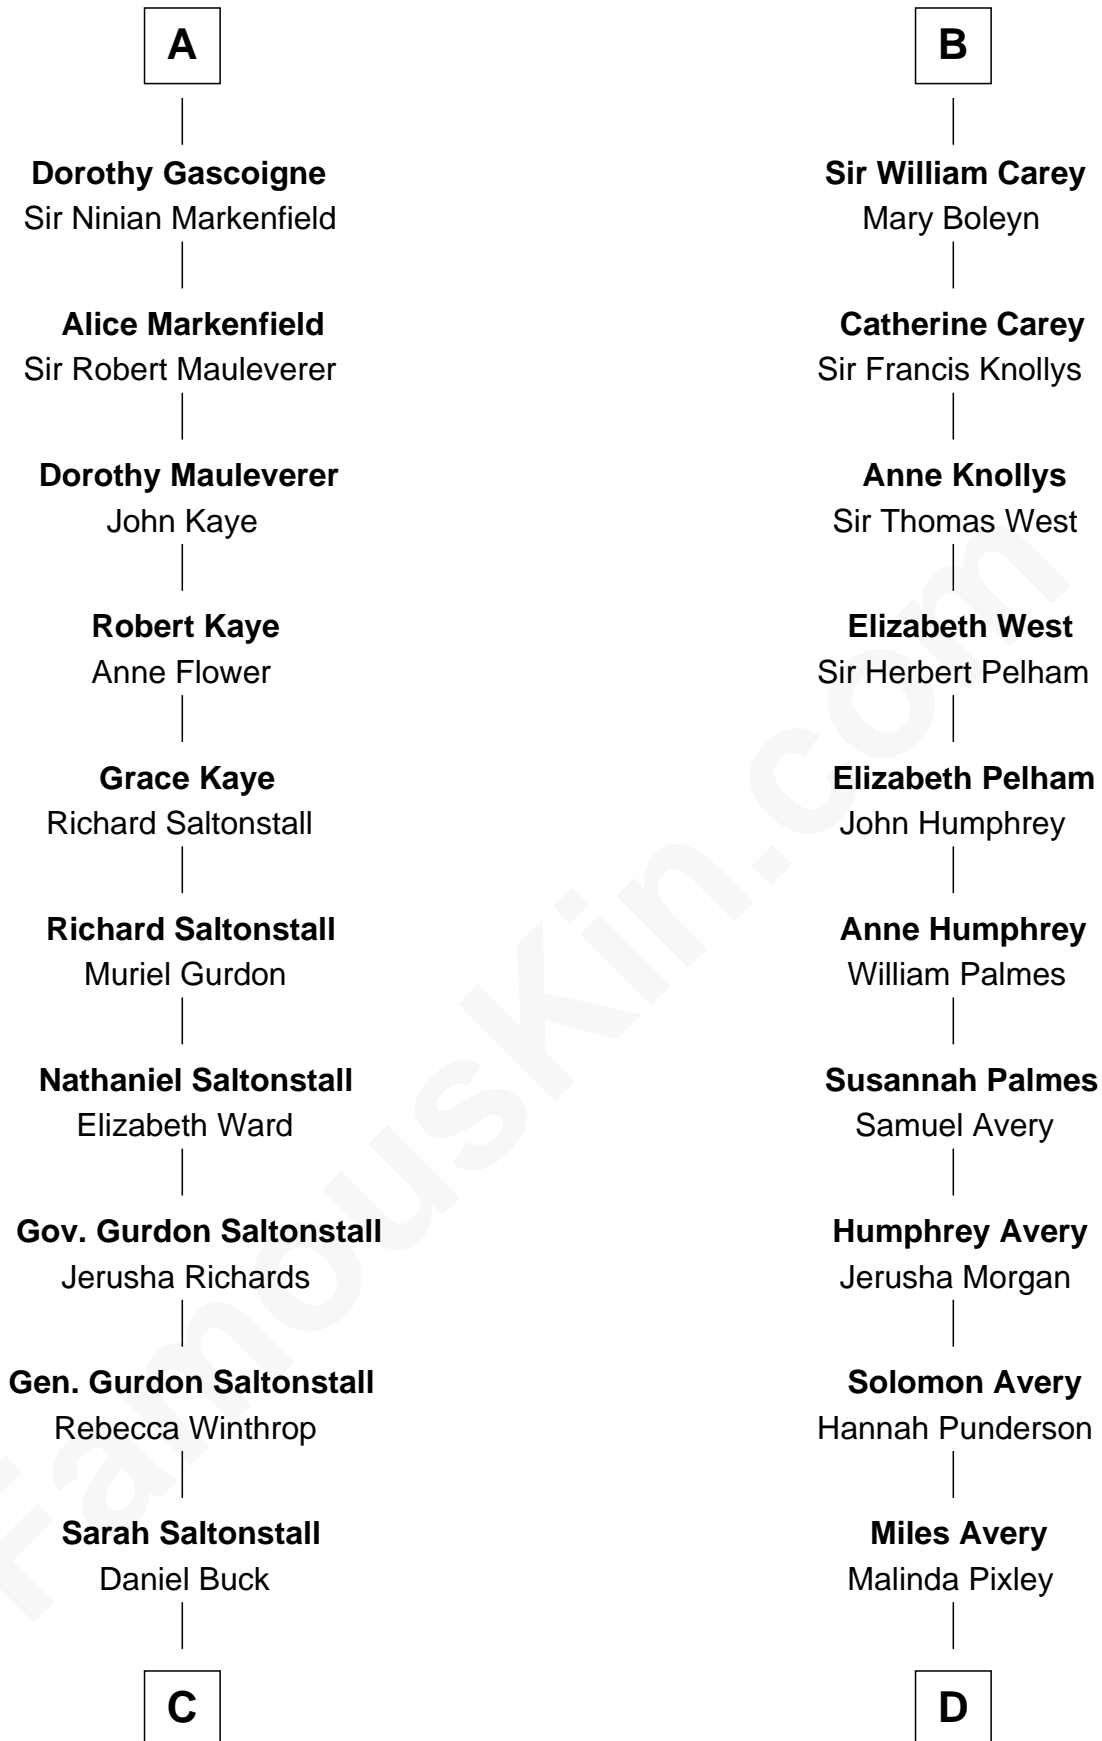 A
Dorothy Gascoigne
Sir Ninian Markenfield
Alice Markenfield
Sir Robert Mauleverer
Dorothy Mauleverer
John Kaye
Robert Kaye
Anne Flower
Grace Kaye
Richard Saltonstall
Richard Saltonstall
Muriel Gurdon
Nathaniel Saltonstall
Elizabeth Ward
Gov. Gurdon Saltonstall
Jerusha Richards
Gen. Gurdon Saltonstall
Rebecca Winthrop
Sarah Saltonstall
Daniel Buck
C
B
Sir William Carey
Mary Boleyn
Catherine Carey
Sir Francis Knollys
Anne Knollys
Sir Thomas West
Elizabeth West
Sir Herbert Pelham
Elizabeth Pelham
John Humphrey
Anne Humphrey
William Palmes
Susannah Palmes
Samuel Avery
Humphrey Avery
Jerusha Morgan
Solomon Avery
Hannah Punderson
Miles Avery
Malinda Pixley
D
FamousKin.com